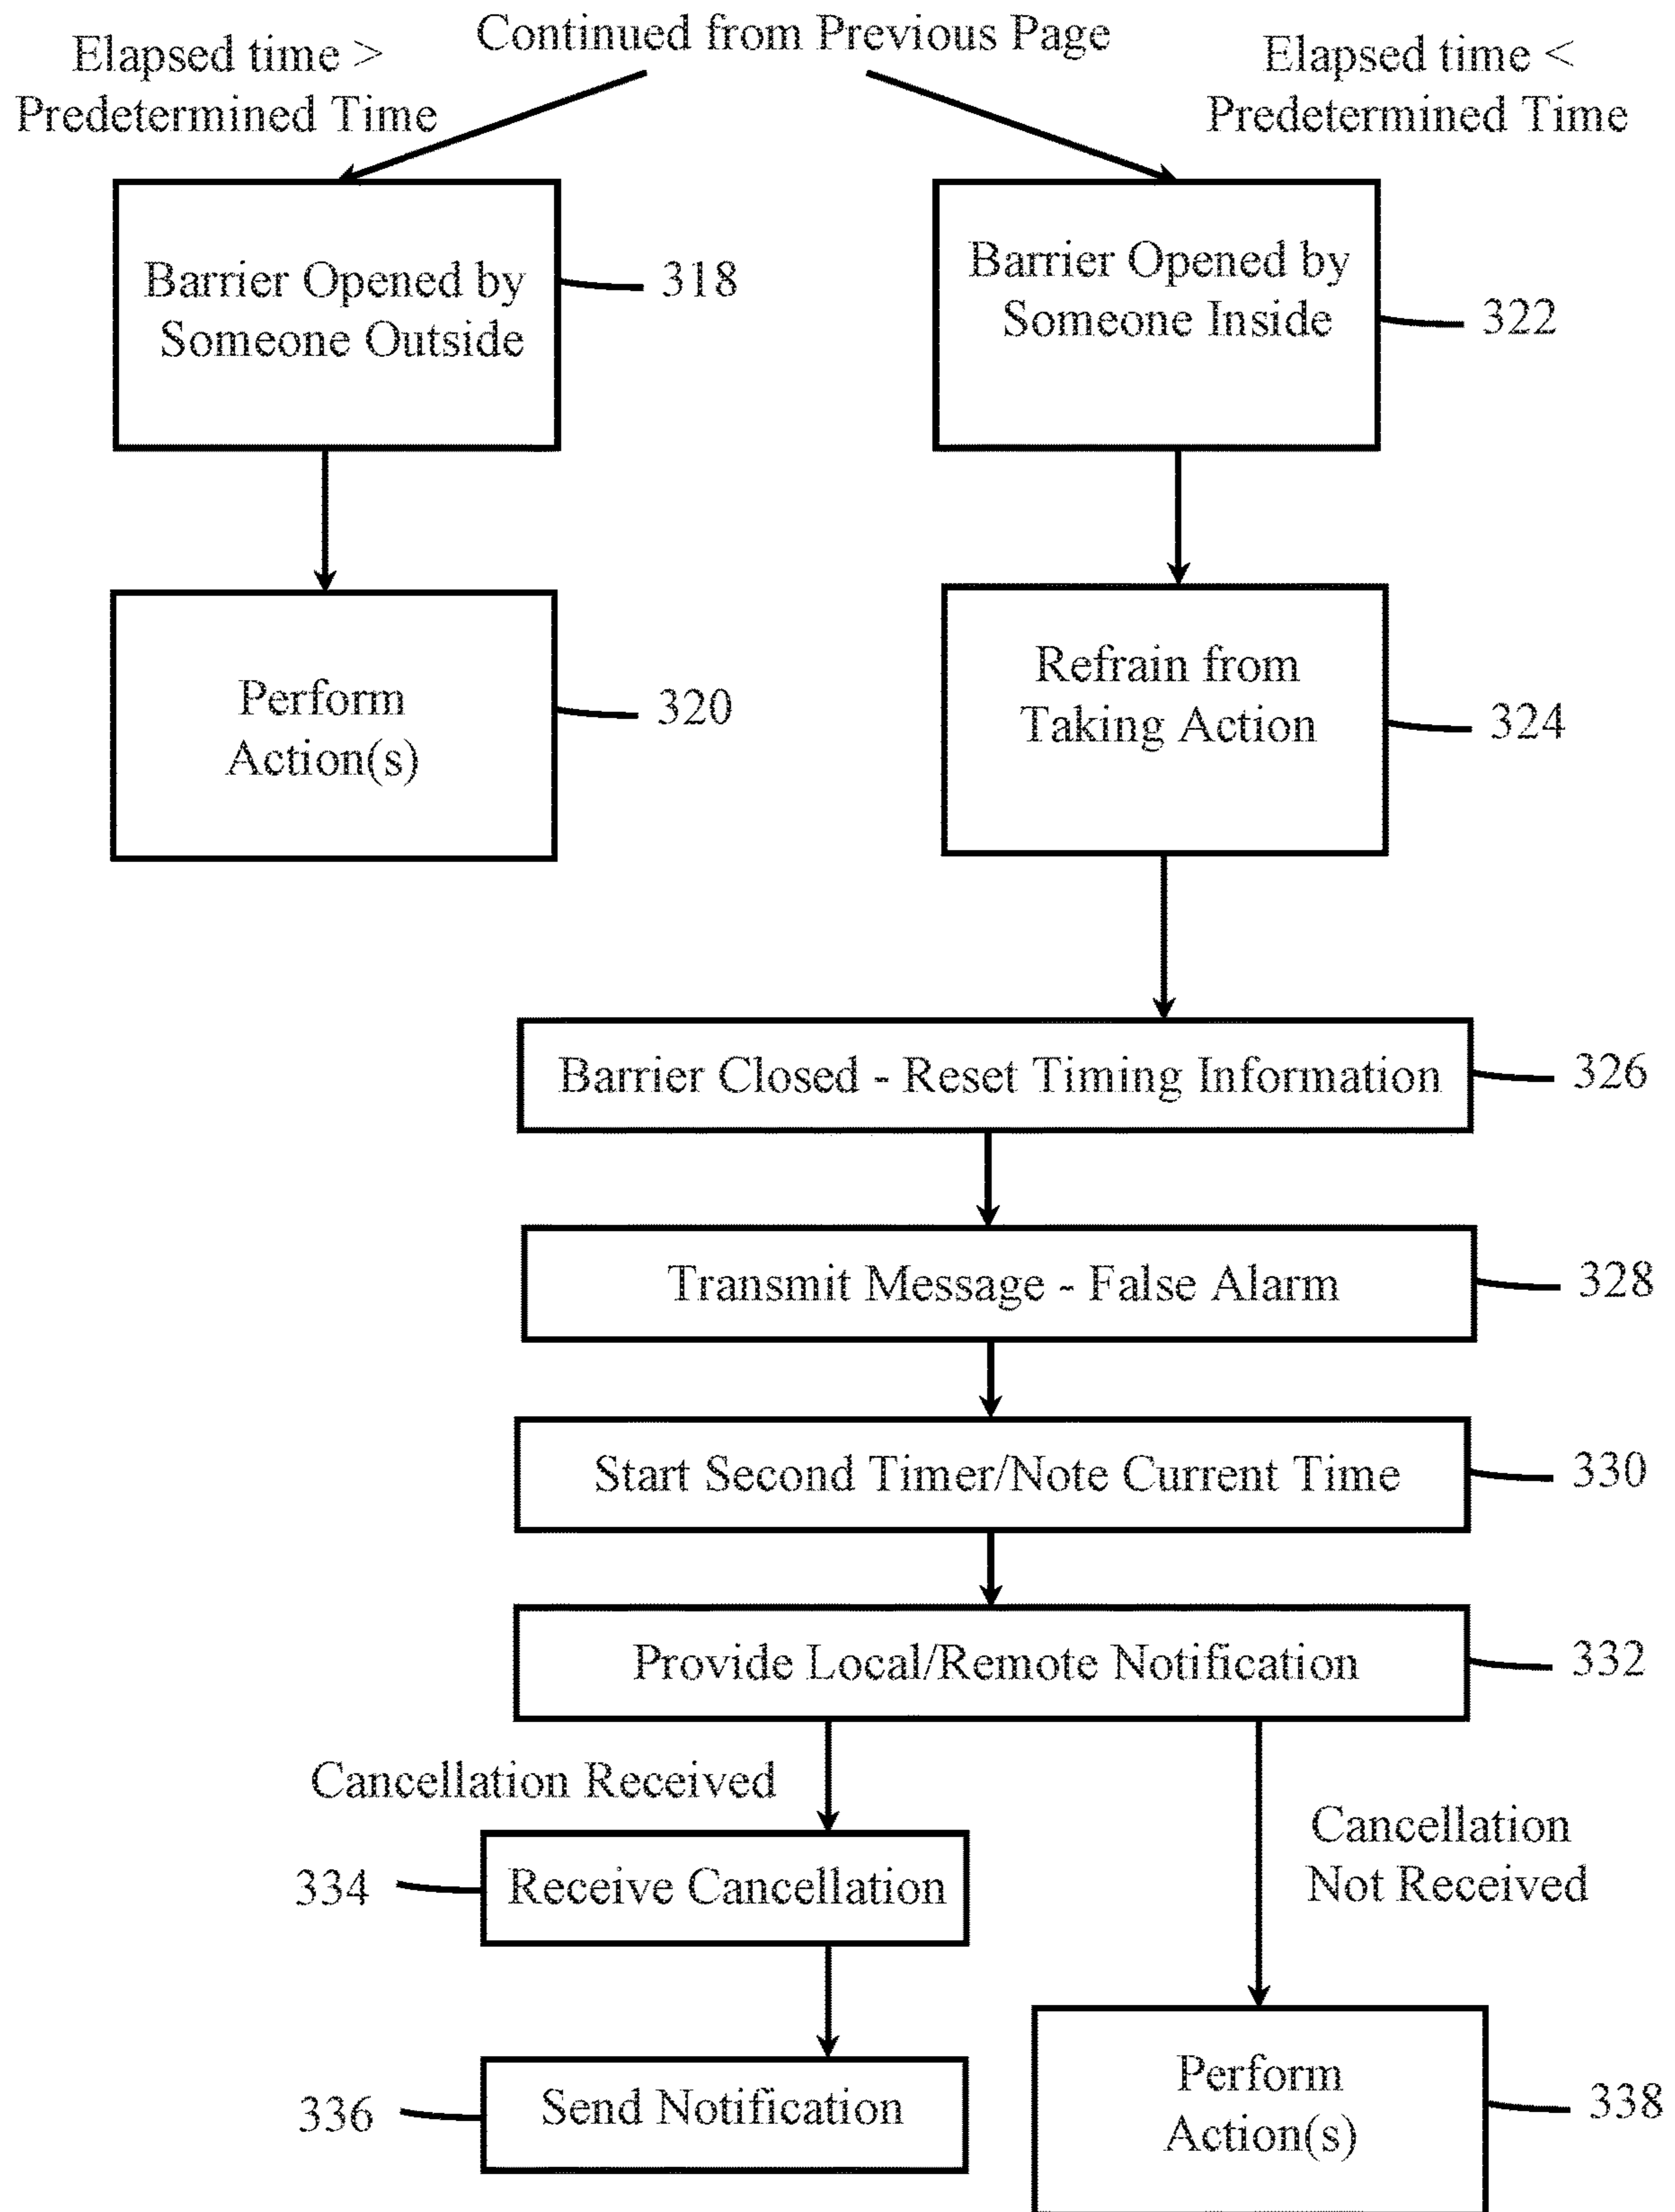 Continued from Previous Page
Elapsed time >
Predetermined Time
Elapsed time <
Predetermined Time
Barrier Opened by
Someone Outside
318
Barrier Opened by
Someone Inside
322
Perform
Action(s)
320
Refrain from
Taking Action
324
Barrier Closed - Reset Timing Information
326
Transmit Message - False Alarm
328
Start Second Timer/Note Current Time
330
Provide Local/Remote Notification
332
Cancellation Received
Cancellation
Not Received
334
Receive Cancellation
336
Send Notification
Perform
Action(s)
338